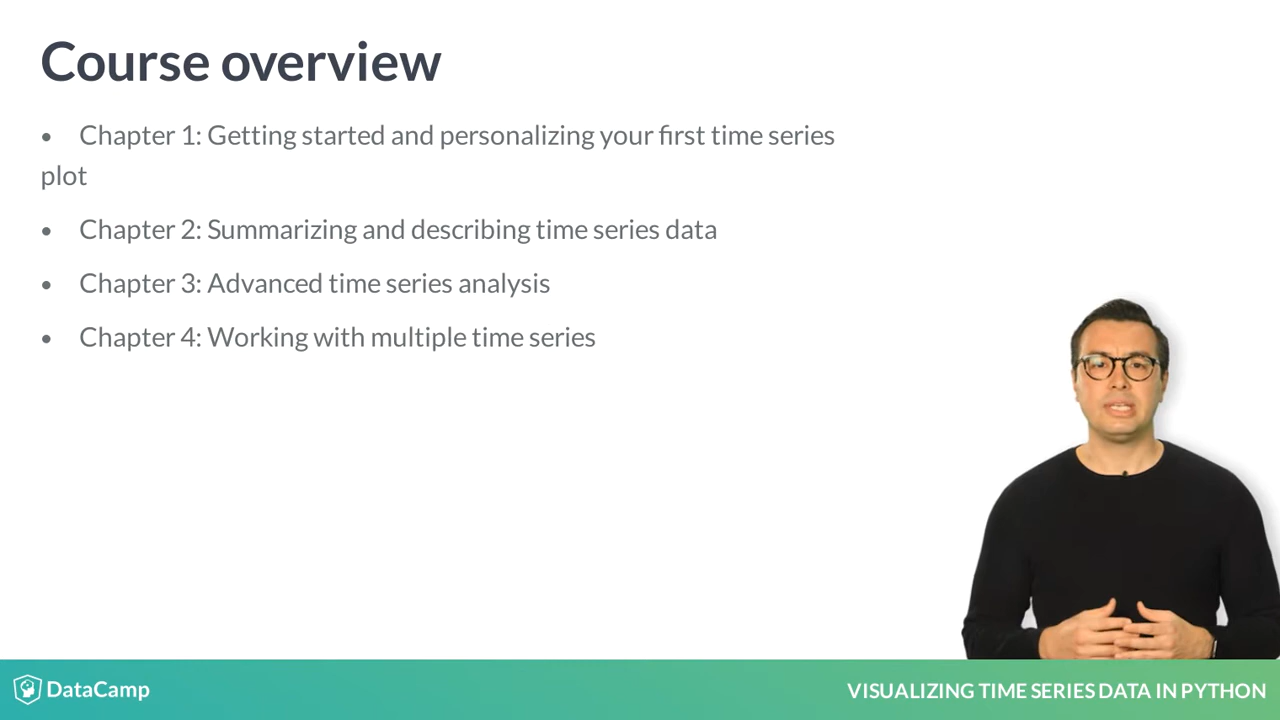 Course overview
• Chapter 1: Getting started and personalizing your first time series
plot
• Chapter 2: Summarizing and describing time series data
• Chapter 3: Advanced time series analysis
• Chapter 4: Working with multiple time series
DataCamp
VISUALIZING TIME SERIES DATA IN PYTHON